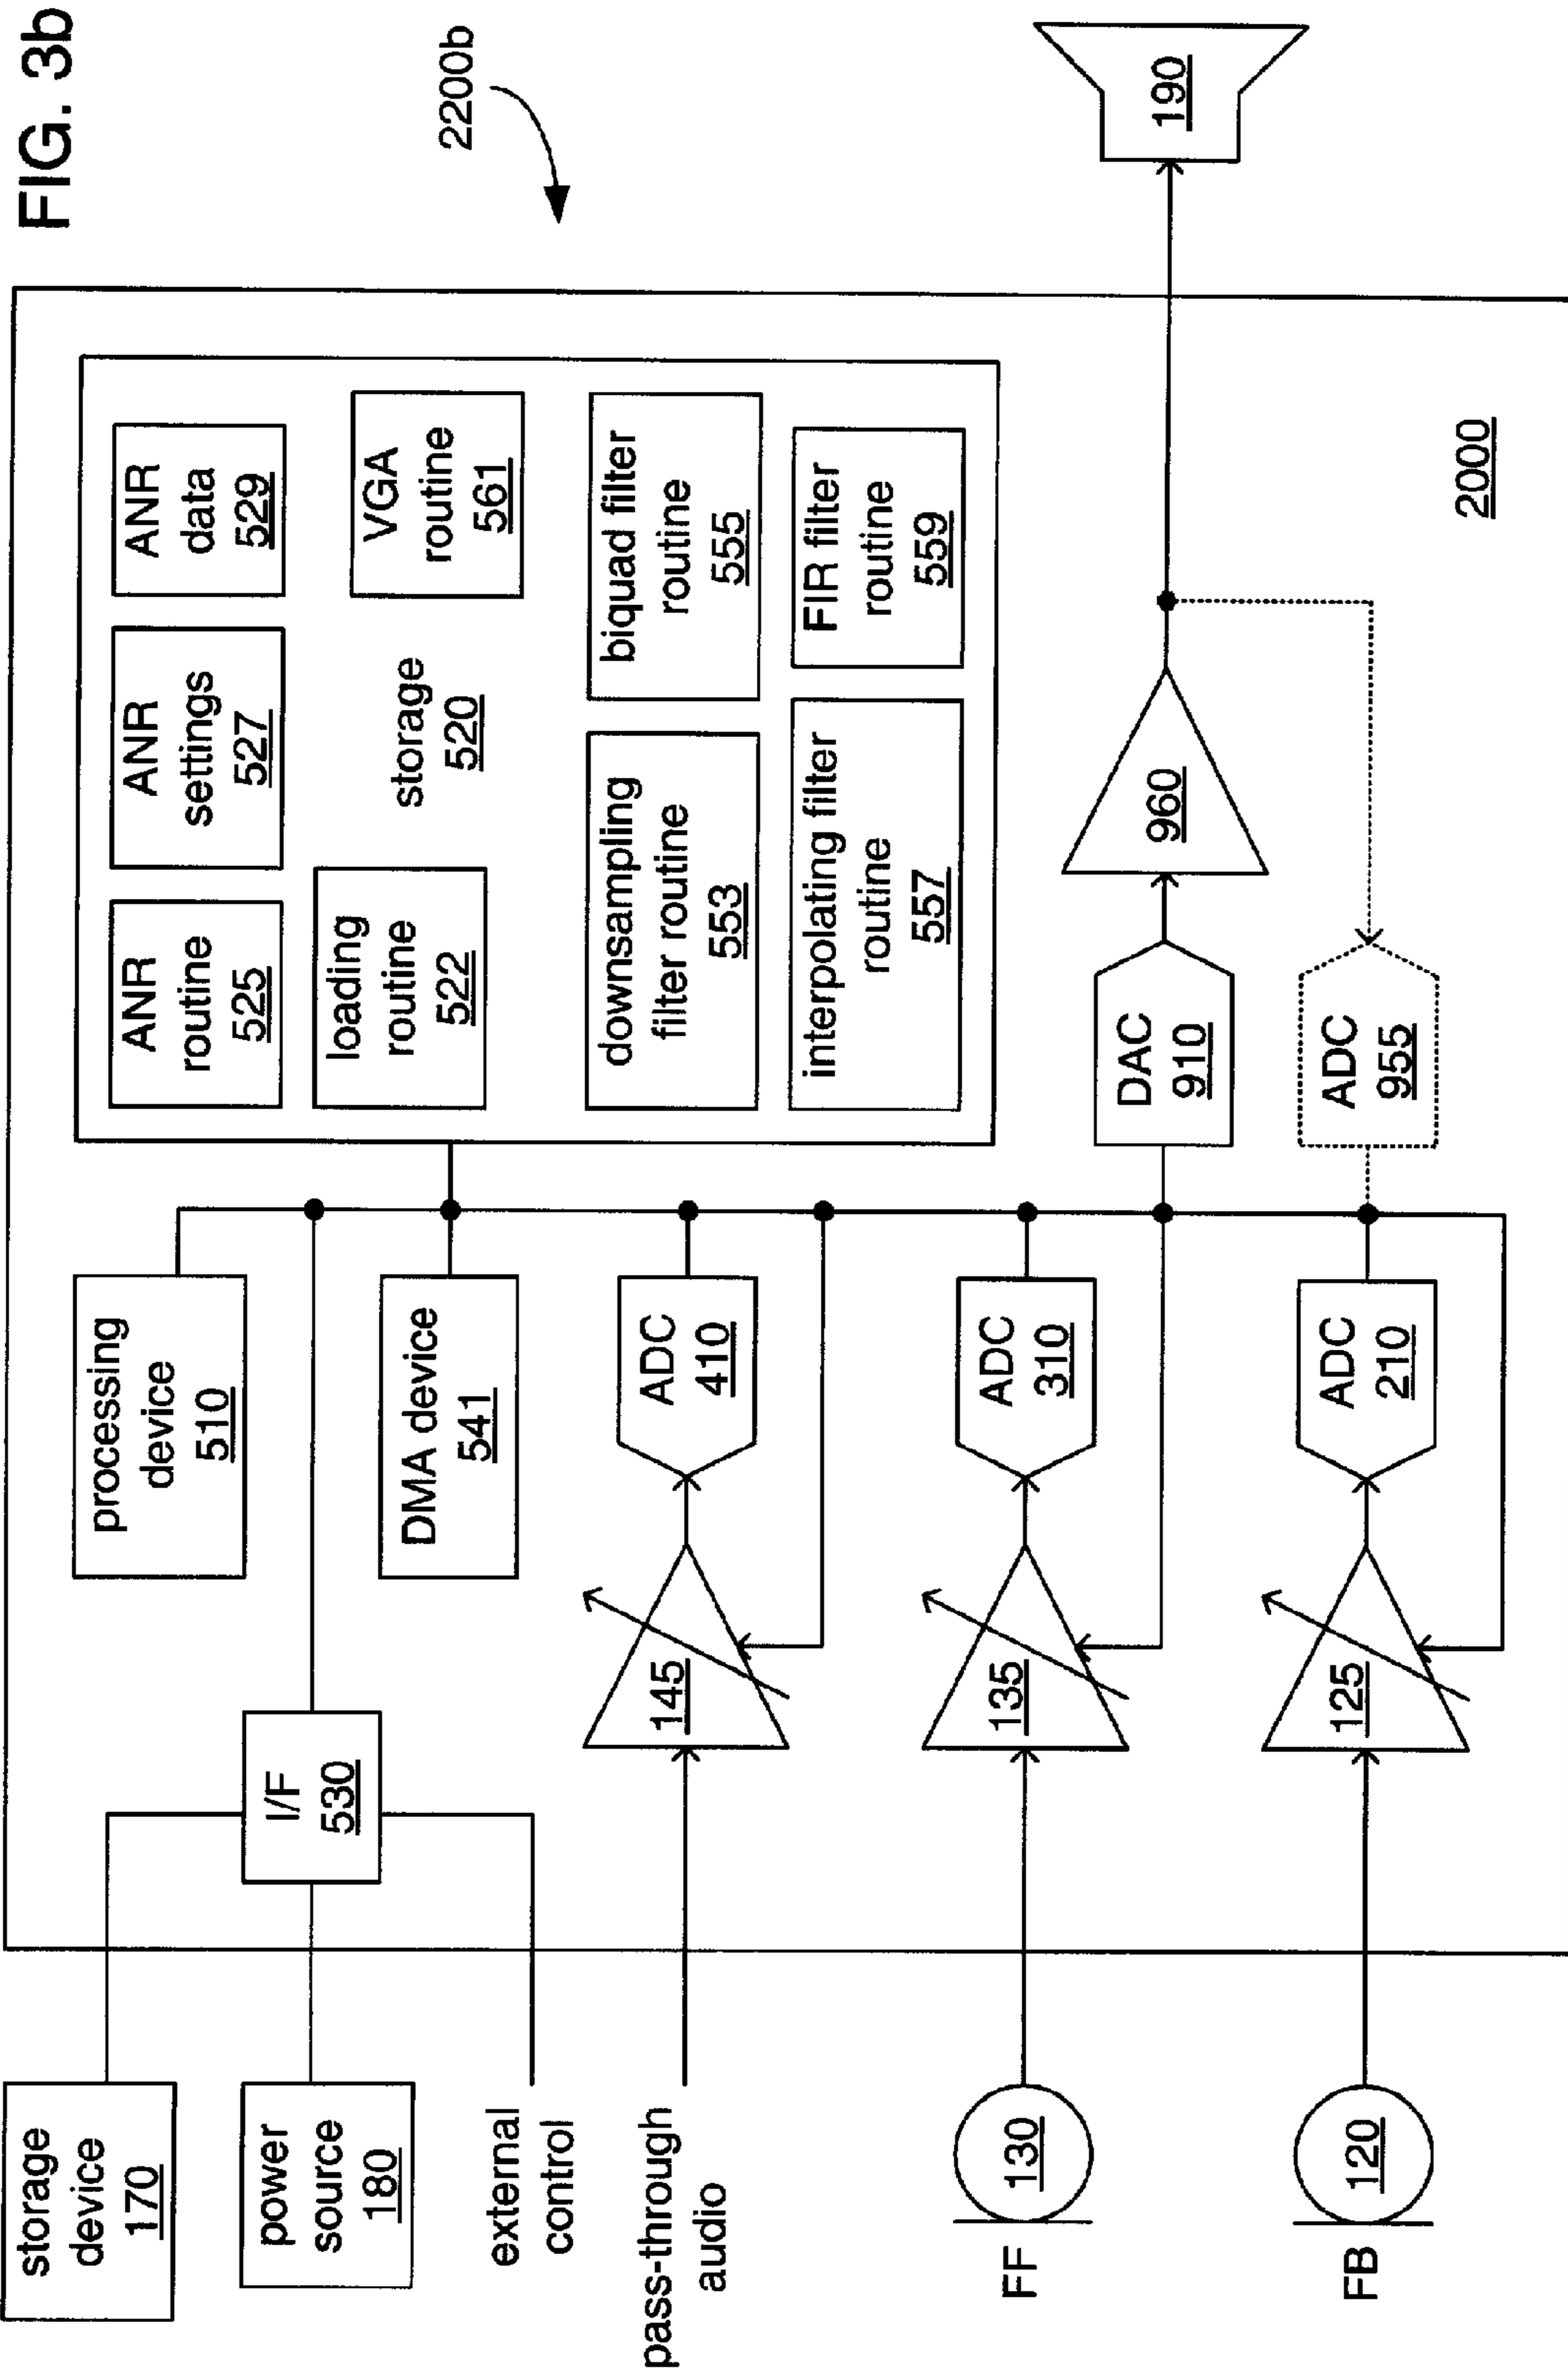 FIG. 3b
2200b
storage
device
170
power
source
180
external
control
pass-through
audio
FF
130
FB
120
I/F
530
processing
device
510
DMA device
541
145
ADC
410
135
ADC
310
125
ADC
210
ANR
routine
525
ANR
settings
527
ANR
data
529
loading
routine
522
storage
520
VGA
routine
561
downsampling
filter routine
553
biquad filter
routine
555
interpolating filter
routine
557
FIR filter
routine
559
DAC
910
960
ADC
955
190
2000